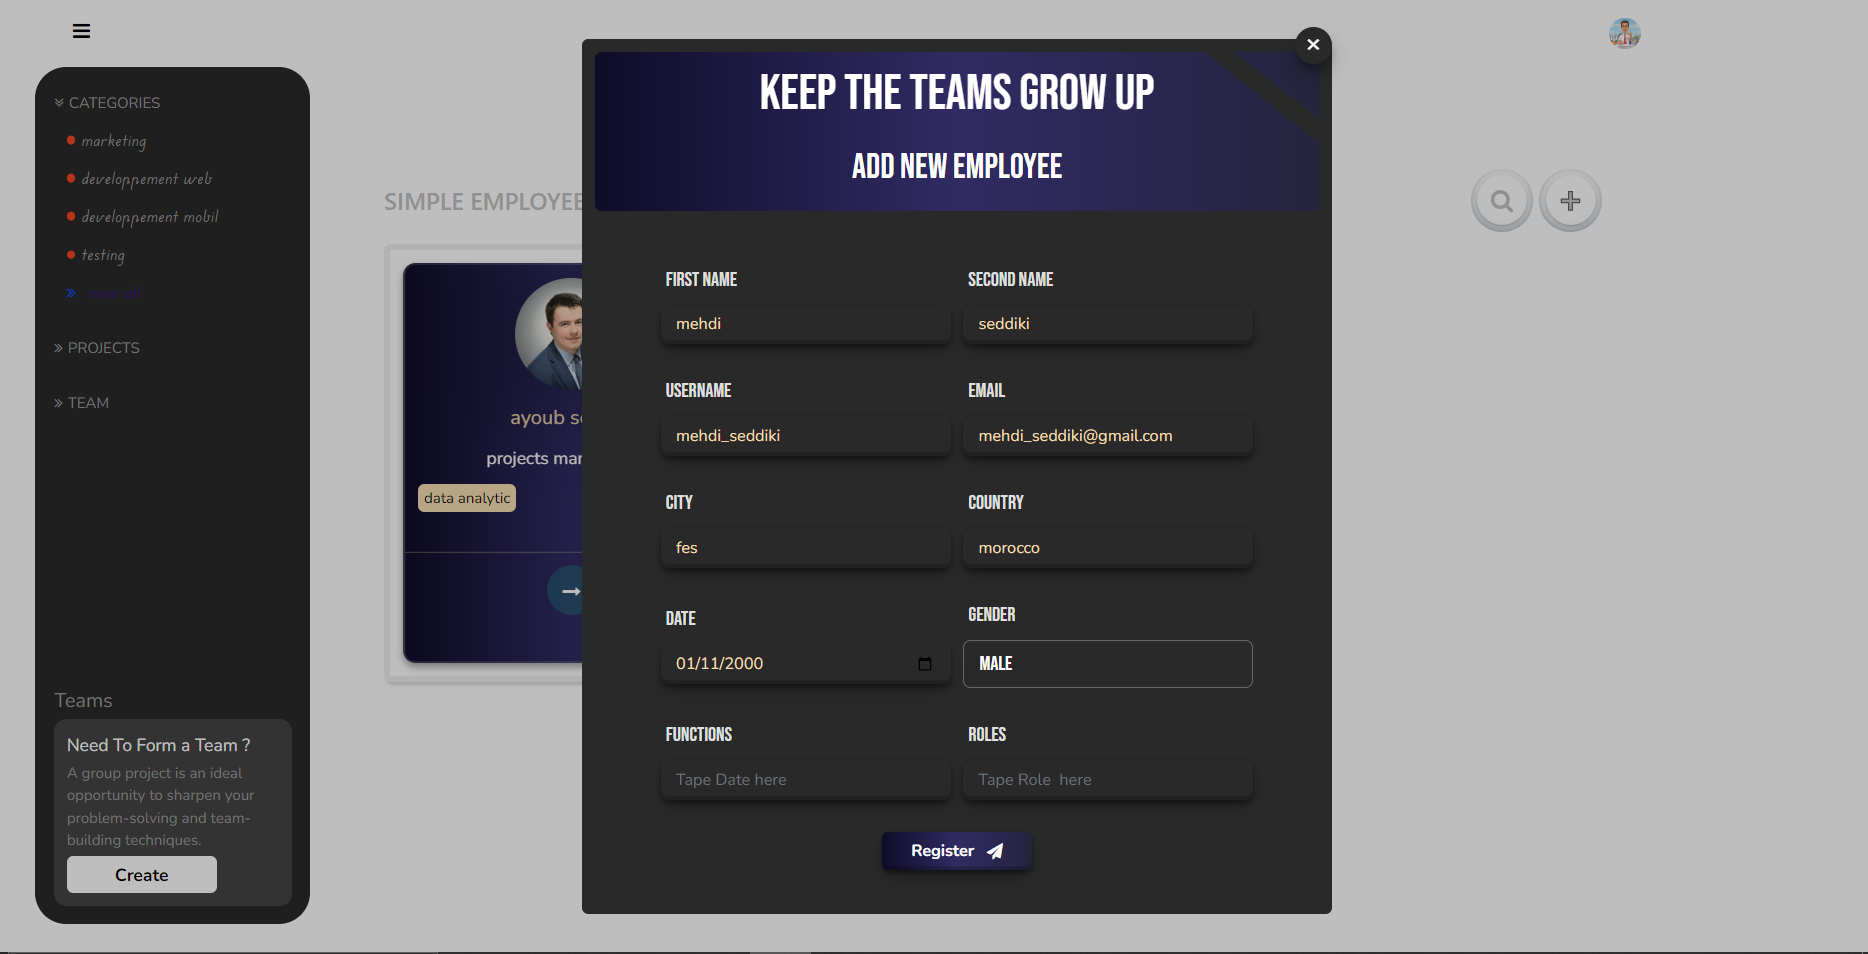 CATEGORIES
marketing
developpement web
developpement mobil
testing
PROJECTS
TEAM
Teams
Need To Form a Team ?
A group project is an ideal
opportunity to sharpen your
problem-solving and team-
building techniques.
Create
SIMPLE EMPLOYEE
ayoub s
projects mar
data analytic
KEEP THE TEAMS GROW UP
ADD NEW EMPLOYEE
FIRST NAME
SECOND NAME
mehdi
seddiki
USERNAME
EMAIL
mehdi_seddiki
mehdi_seddiki@gmail.com
CITY
COUNTRY
fes
morocco
DATE
GENDER
01/11/2000
MALE
FUNCTIONS
ROLES
Tape Date here
Tape Role here
Register